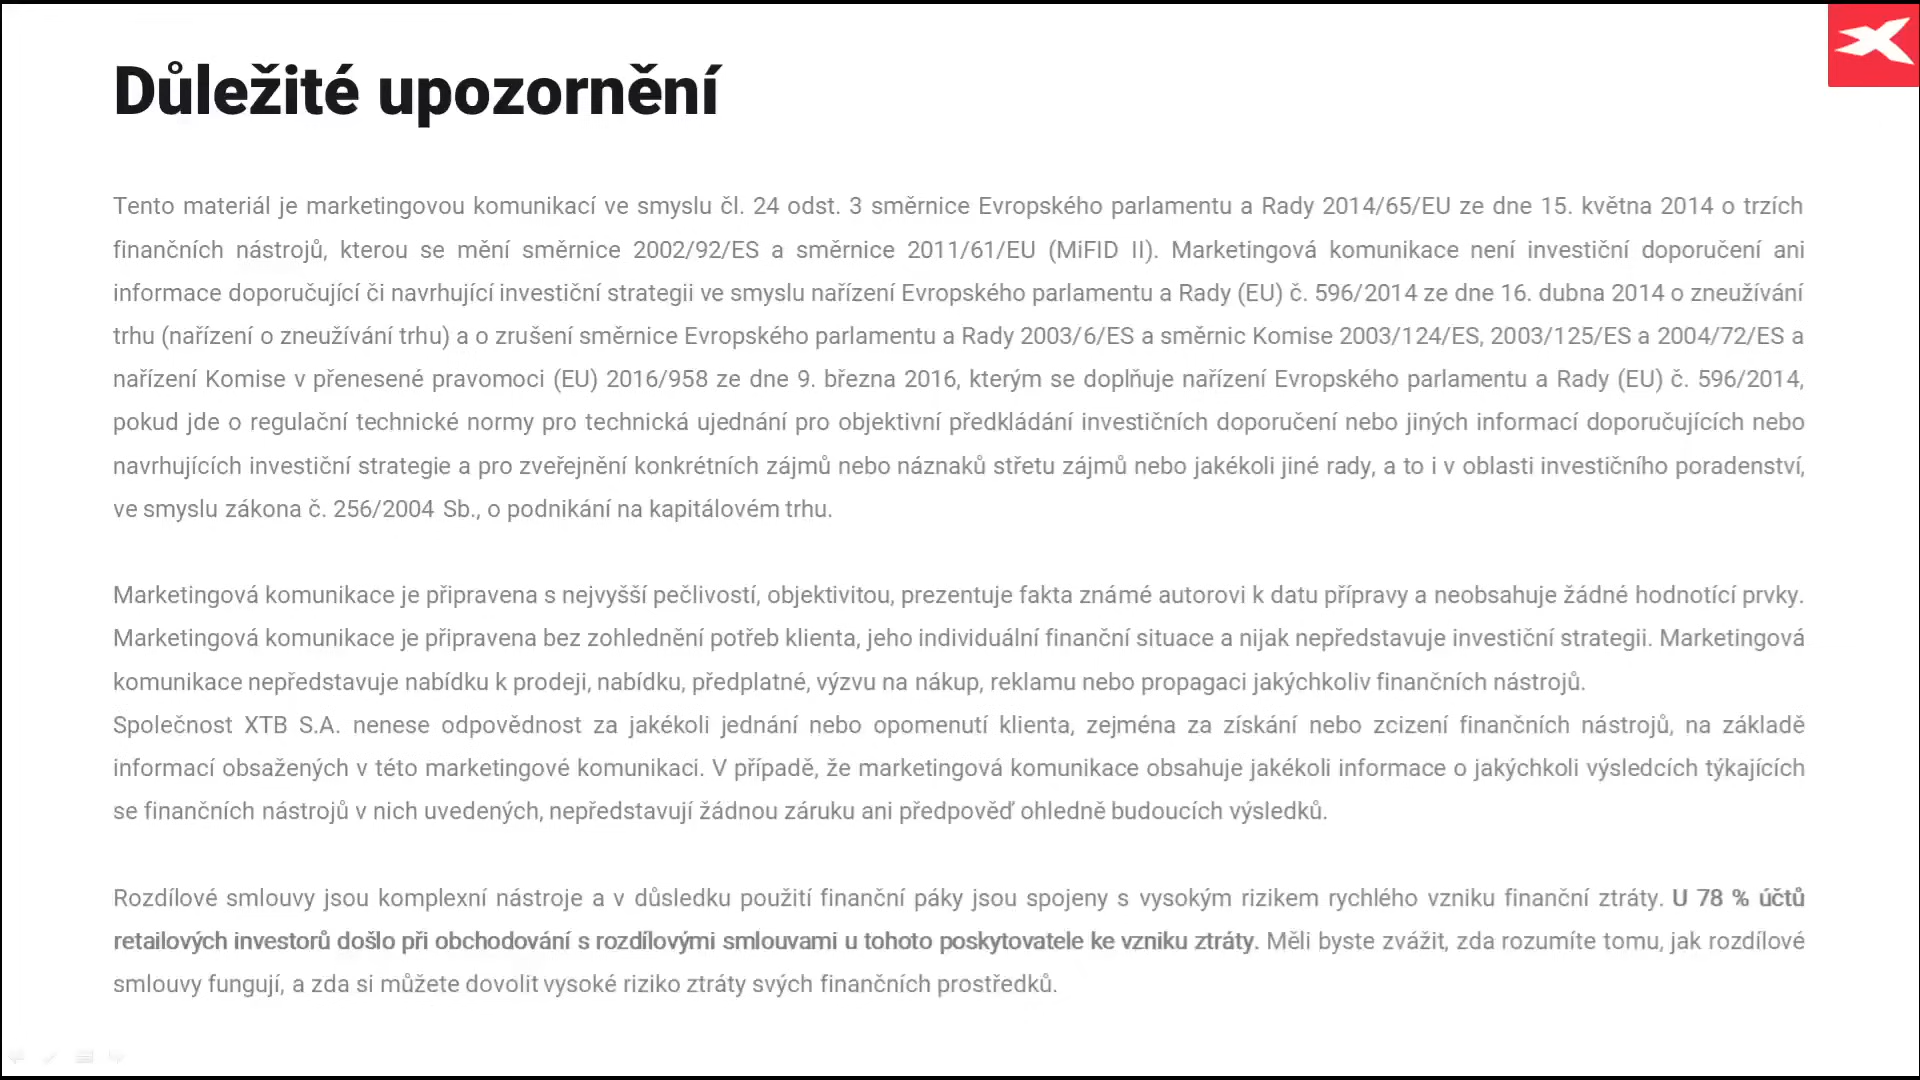 Důležité upozornění
Tento materiál je marketingovou komunikací ve smyslu čl. 24 odst. 3 směrnice Evropského parlamentu a Rady 2014/65/EU ze dne 15. května 2014 o trzích
finančních nástrojů, kterou se mění směrnice 2002/92/ES a směrnice 2011/61/EU (MiFID II). Marketingová komunikace není investiční doporučení ani
informace doporučující či navrhující investiční strategii ve smyslu nařízení Evropského parlamentu a Rady (EU) č. 596/2014 ze dne 16. dubna 2014 o zneužívání
trhu (nařízení o zneužívání trhu) a o zrušení směrnice Evropského parlamentu a Rady 2003/6/ES a směrnic Komise 2003/124/ES, 2003/125/ES a 2004/72/ES a
nařízení Komise v přenesené pravomoci (EU) 2016/958 ze dne 9. března 2016, kterým se doplňuje nařízení Evropského parlamentu a Rady (EU) č. 596/2014,
pokud jde o regulační technické normy pro technická ujednání pro objektivní předkládání investičních doporučení nebo jiných informací doporučujících nebo
navrhujících investiční strategie a pro zveřejnění konkrétních zájmů nebo náznaků střetu zájmů nebo jakékoli jiné rady, a to i v oblasti investičního poradenství,
ve smyslu zákona č. 256/2004 Sb., o podnikání na kapitálovém trhu.
Marketingová komunikace je připravena s nejvyšší pečlivostí, objektivitou, prezentuje fakta známé autorovi k datu přípravy a neobsahuje žádné hodnotící prvky.
Marketingová komunikace je připravena bez zohlednění potřeb klienta, jeho individuální finanční situace a nijak nepředstavuje investiční strategii. Marketingová
komunikace nepředstavuje nabídku k prodeji, nabídku, předplatné, výzvu na nákup, reklamu nebo propagaci jakýchkoliv finančních nástrojů.
Společnost XTB S.A. nenese odpovědnost za jakékoli jednání nebo opomenutí klienta, zejména za získání nebo zcizení finančních nástrojů, na základě
informací obsažených v této marketingové komunikaci. V případě, že marketingová komunikace obsahuje jakékoli informace o jakýchkoli výsledcích týkajících
se finančních nástrojů v nich uvedených, nepředstavují žádnou záruku ani předpověď ohledně budoucích výsledků.
Rozdílové smlouvy jsou komplexní nástroje a v důsledku použití finanční páky jsou spojeny s vysokým rizikem rychlého vzniku finanční ztráty. U 78 % účtů
retailových investorů došlo při obchodování s rozdílovými smlouvami u tohoto poskytovatele ke vzniku ztráty. Měli byste zvážit, zda rozumíte tomu, jak rozdílové
smlouvy fungují, a zda si můžete dovolit vysoké riziko ztráty svých finančních prostředků.